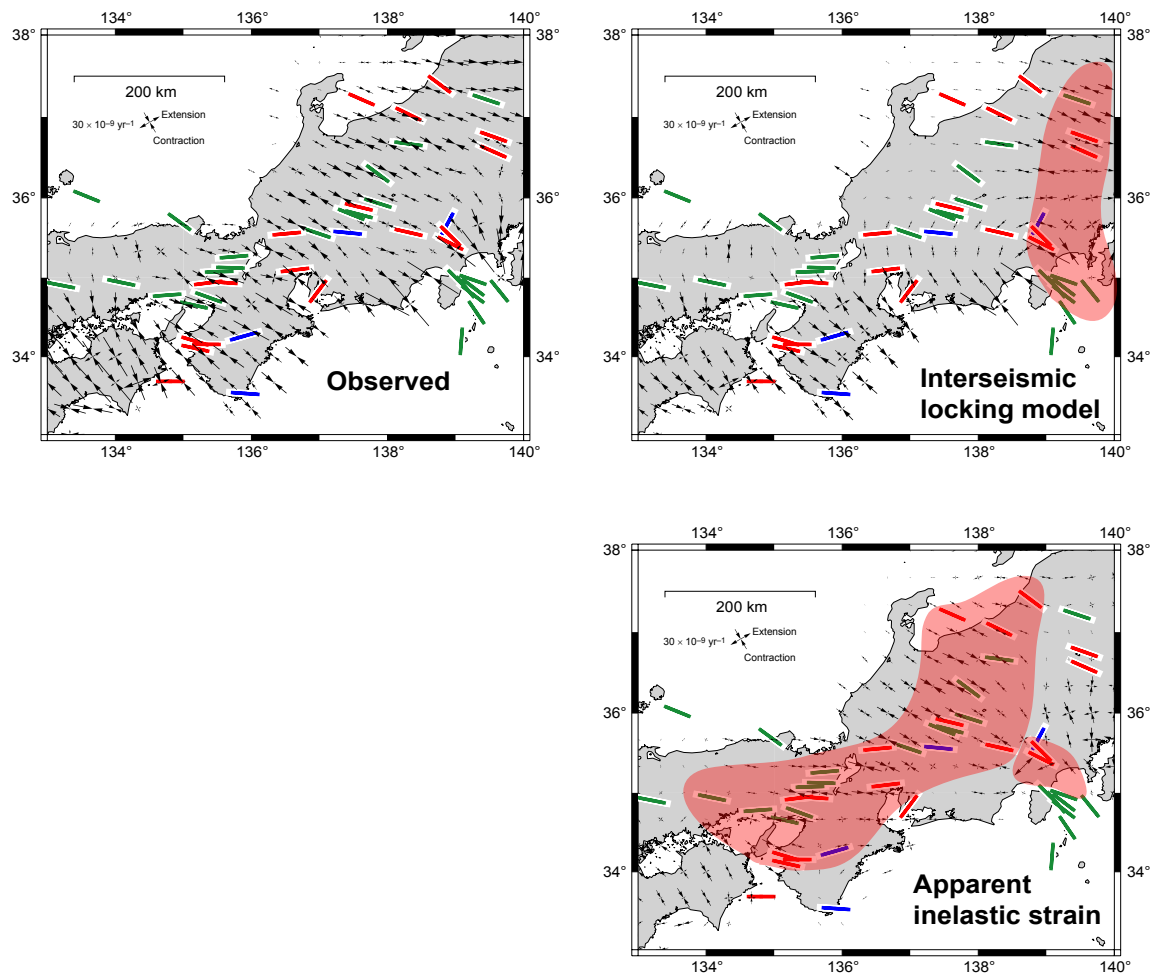 134° 136° 138° 140°
38° 38°
200 km
30 × 10⁻⁹ yr⁻¹ Extension
Contraction
36° 36°
34° 34°
Observed
134° 136° 138° 140°
134° 136° 138° 140°
38° 38°
200 km
30 × 10⁻⁹ yr⁻¹ Extension
Contraction
36° 36°
34° 34°
Interseismic
locking model
134° 136° 138° 140°
134° 136° 138° 140°
38° 38°
200 km
30 × 10⁻⁹ yr⁻¹ Extension
Contraction
36° 36°
34° 34°
Apparent
inelastic strain
134° 136° 138° 140°